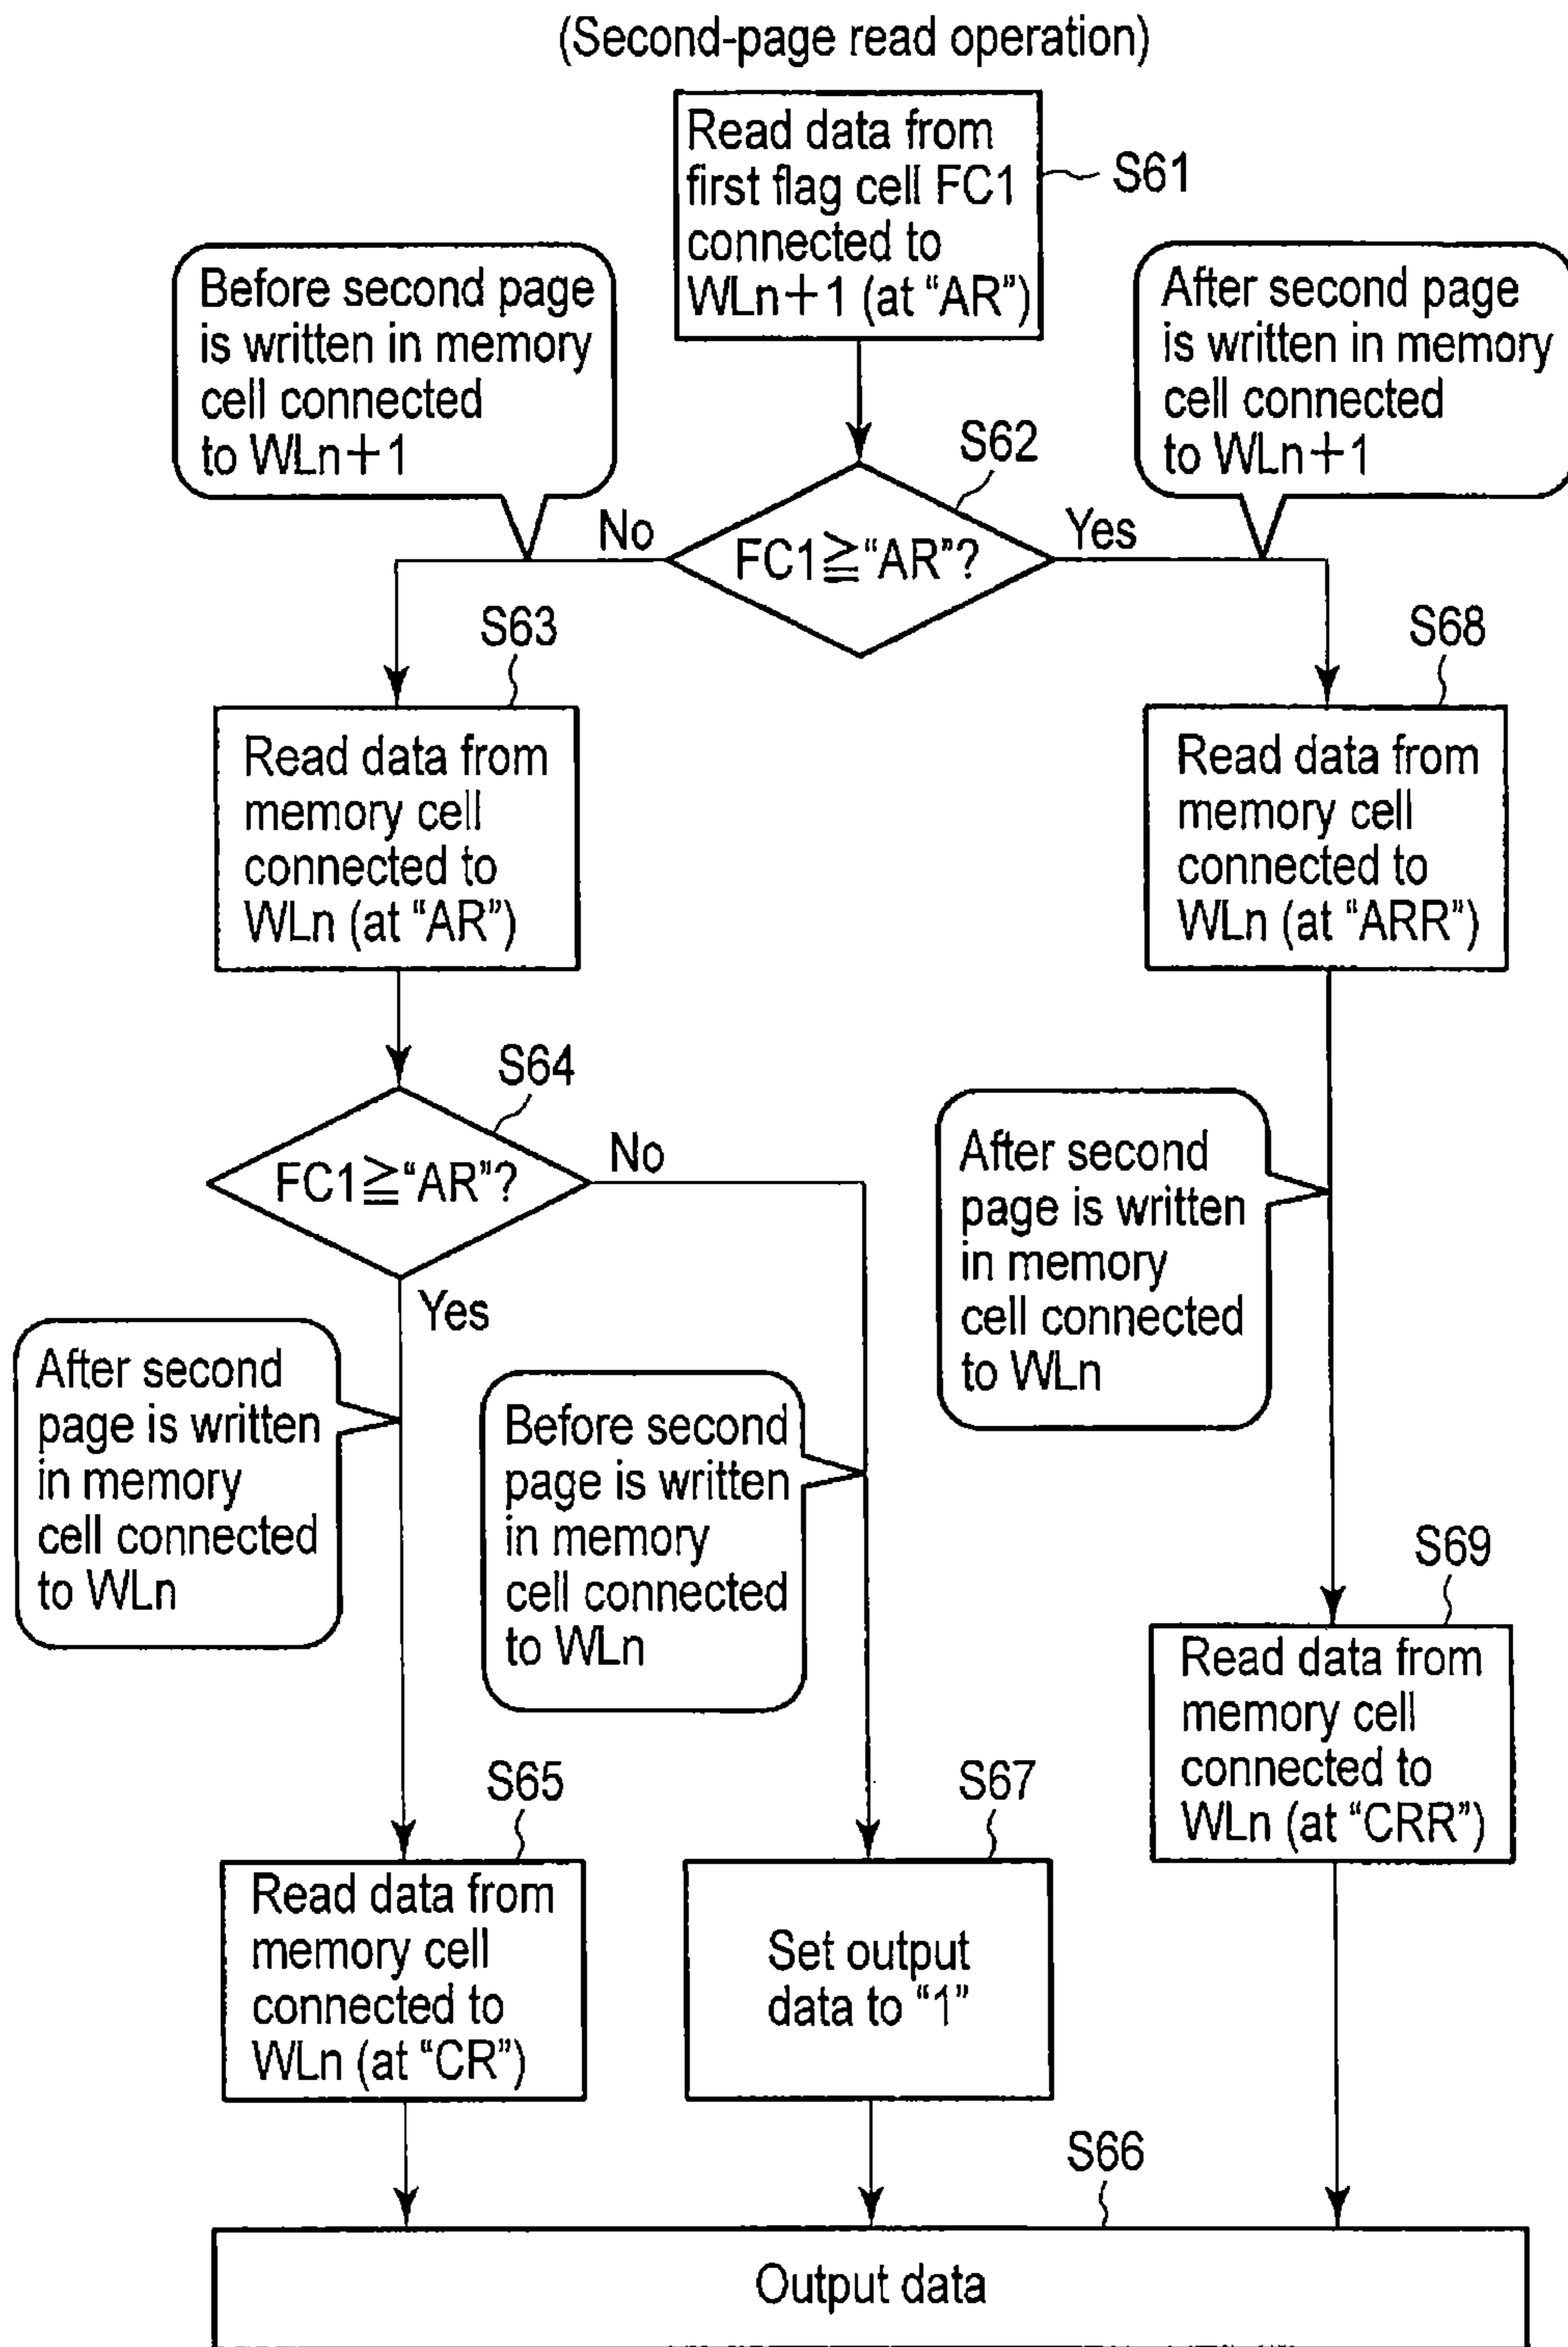 (Second-page read operation)
Read data from
first flag cell FC1
connected to
WLn+1 (at “AR”)
S61
Before second page
is written in memory
cell connected
to WLn+1
After second page
is written in memory
cell connected
to WLn+1
S62
No
FC1≧“AR”?
Yes
S63
Read data from
memory cell
connected to
WLn (at “AR”)
S68
Read data from
memory cell
connected to
WLn (at “ARR”)
S64
FC1≧“AR”?
No
Yes
After second
page is written
in memory
cell connected
to WLn
Before second
page is written
in memory
cell connected
to WLn
After second
page is written
in memory
cell connected
to WLn
S69
Read data from
memory cell
connected to
WLn (at “CRR”)
S65
Read data from
memory cell
connected to
WLn (at “CR”)
S67
Set output
data to “1”
S66
Output data